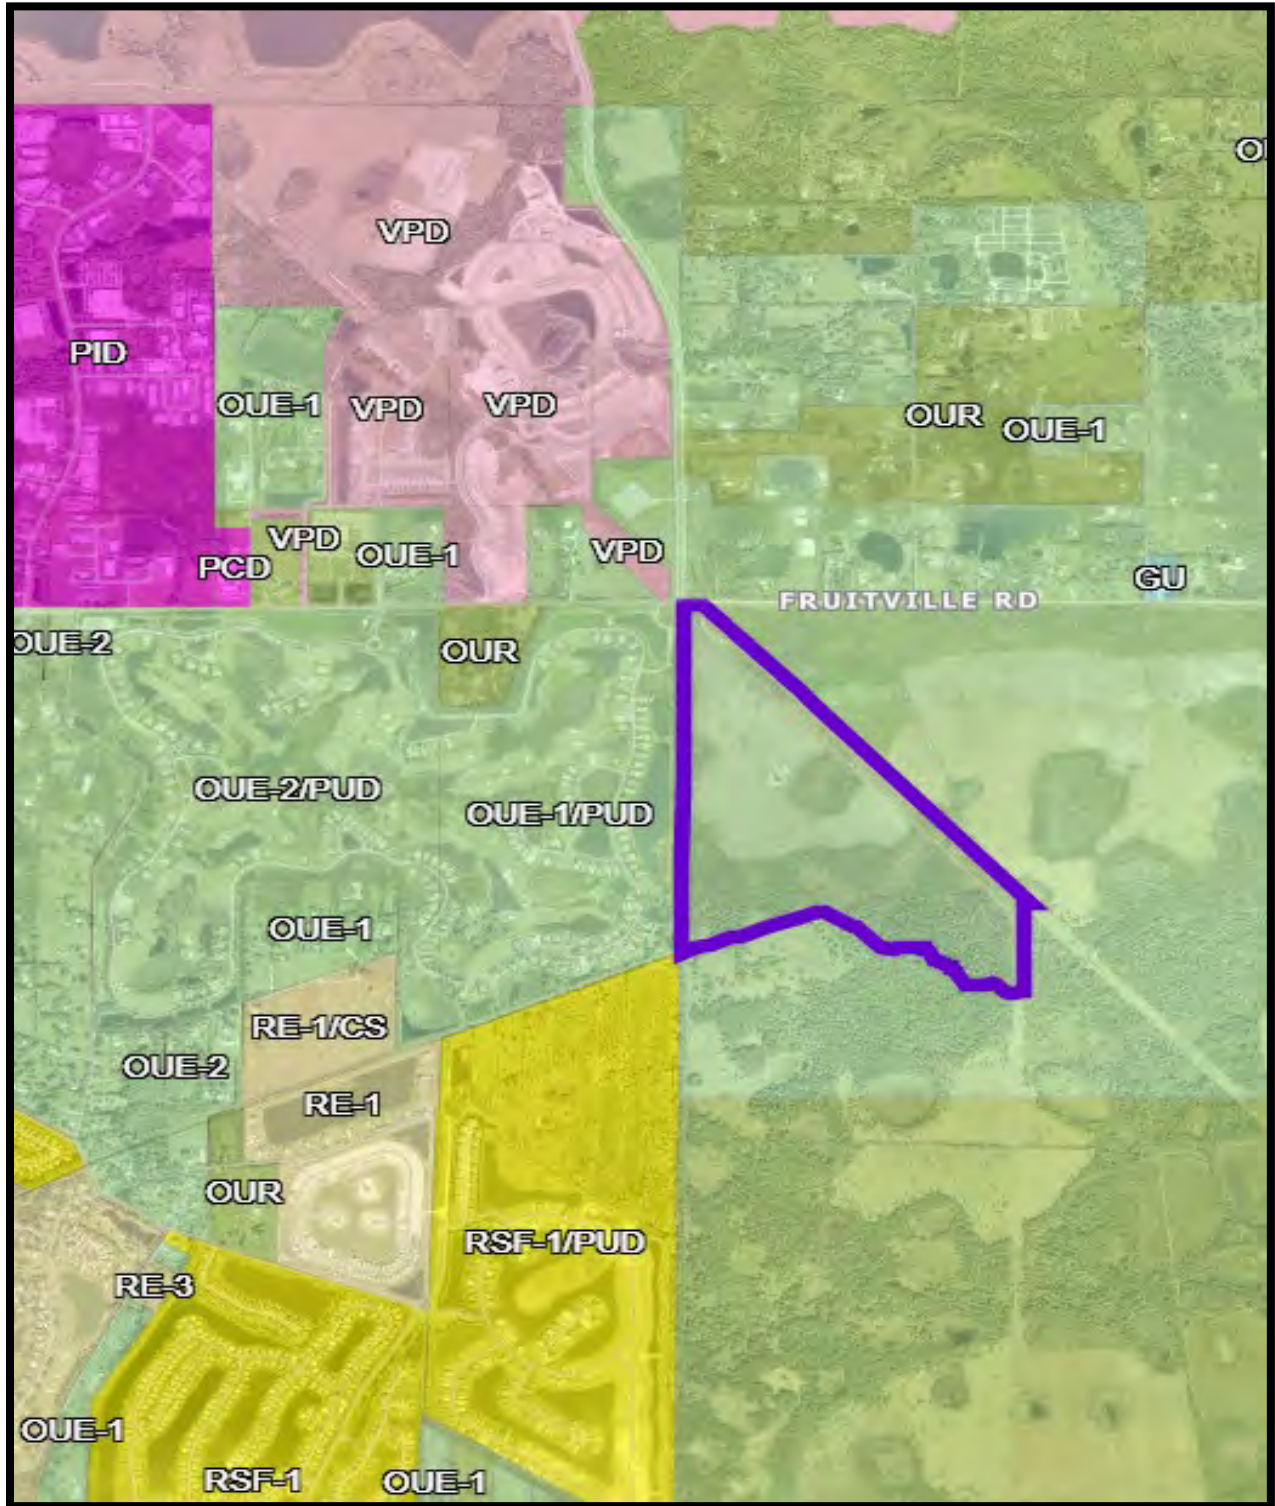 VPD
PID
OUE-1
VPD
VPD
OUR
OUE-1
VPD
PCD
OUE-1
VPD
GU
FRUITVILLE RD
OUE-2
OUR
OUE-2/PUD
OUE-1/PUD
OUE-1
RE-1/CS
OUE-2
RE-1
OUR
RSF-1/PUD
RE-3
OUE-1
RSF-1
OUE-1